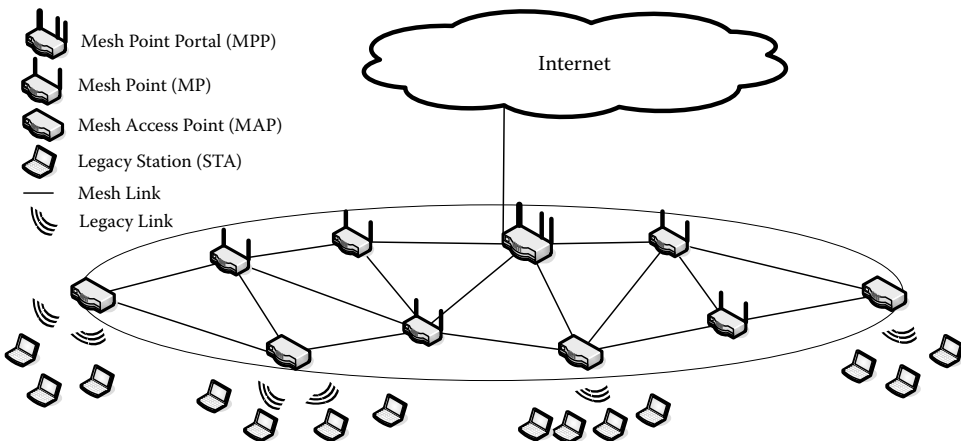 Mesh Point Portal (MPP)
Mesh Point (MP)
Mesh Access Point (MAP)
Legacy Station (STA)
Mesh Link
Legacy Link
Internet